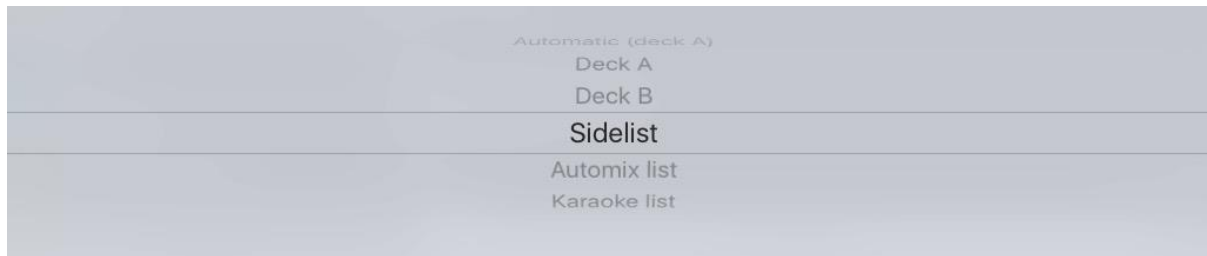 Automatic (deck A)
Deck A
Deck B
Sidelist
Automix list
Karaoke list